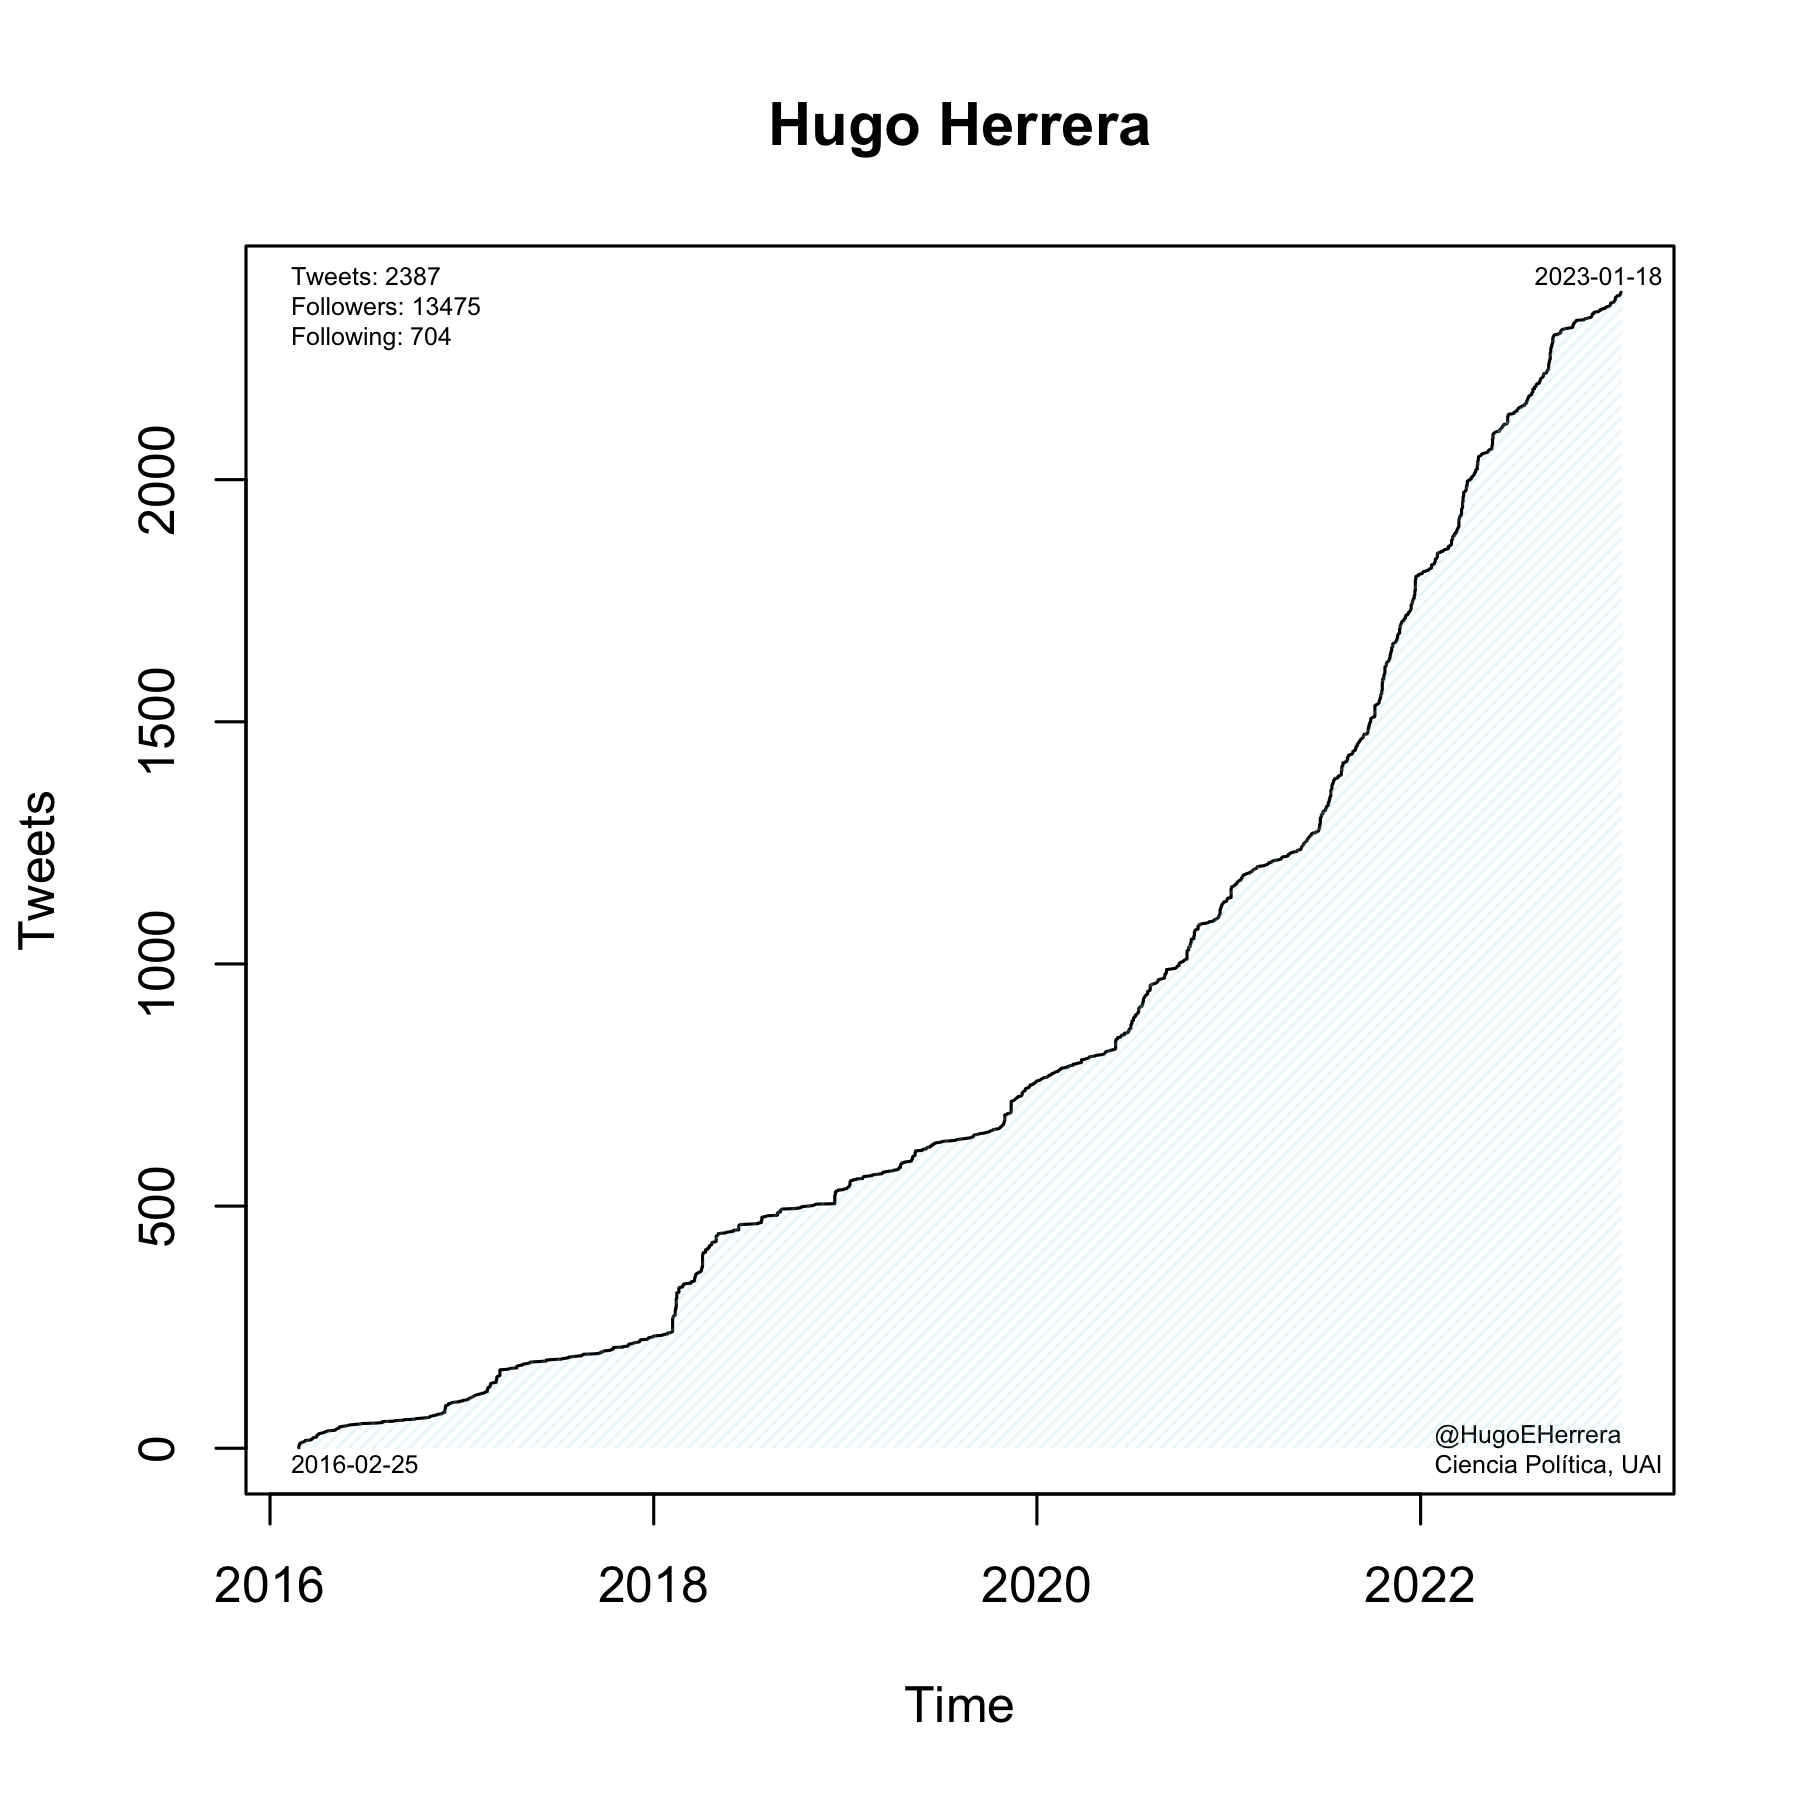 Hugo Herrera
Tweets: 2387
Followers: 13475
Following: 704
2023-01-18
2000
1500
1000
500
0
Tweets
2016-02-25
@HugoEHerrera
Ciencia Política, UAI
2016
2018
2020
2022
Time